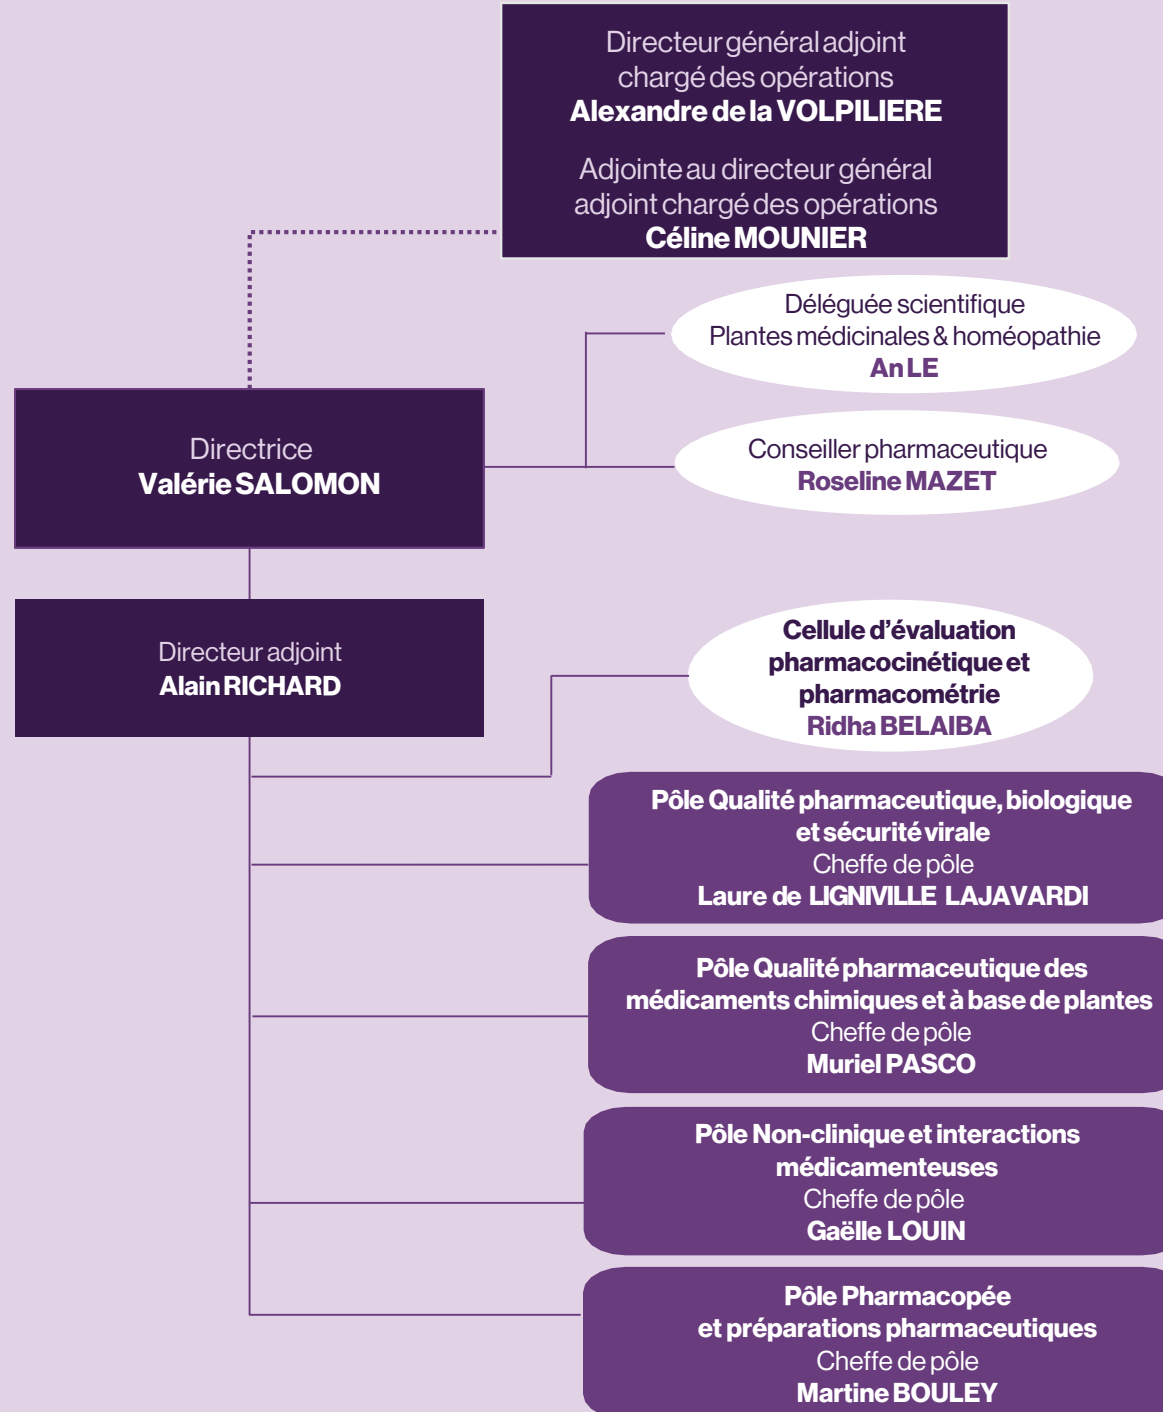 Directeur général adjoint
chargé des opérations
Alexandre de la VOLPILIERE
Adjointe au directeur général
adjoint chargé des opérations
Céline MOUNIER
Déléguée scientifique
Plantes médicinales & homéopathie
An LE
Directrice
Valérie SALOMON
Conseiller pharmaceutique
Roseline MAZET
Directeur adjoint
Alain RICHARD
Cellule d’évaluation
pharmacocinétique et
pharmacométrie
Ridha BELAIBA
Pôle Qualité pharmaceutique, biologique
et sécurité virale
Cheffe de pôle
Laure de LIGNIVILLE LAJAVARDI
Pôle Qualité pharmaceutique des
médicaments chimiques et à base de plantes
Cheffe de pôle
Muriel PASCO
Pôle Non-clinique et interactions
médicamenteuses
Cheffe de pôle
Gaëlle LOUIN
Pôle Pharmacopée
et préparations pharmaceutiques
Cheffe de pôle
Martine BOULEY